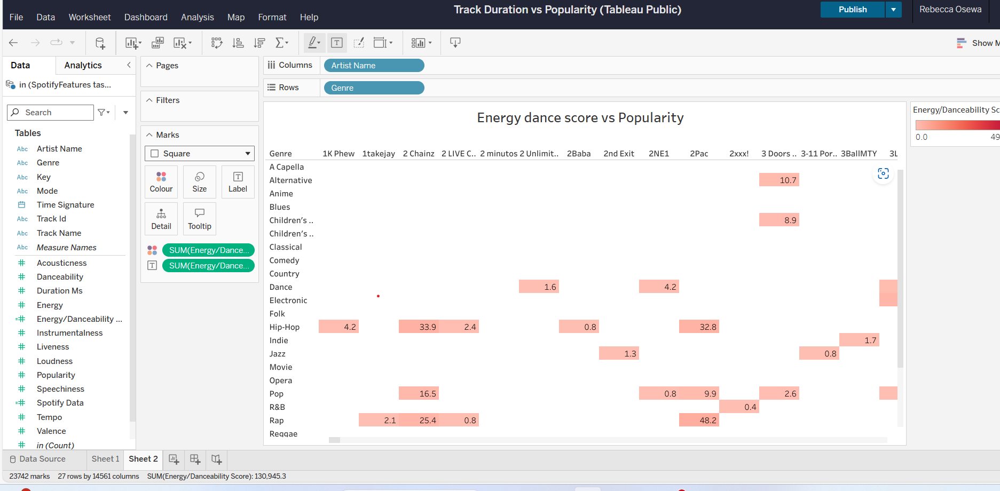 Track Duration vs Popularity (Tableau Public)
Publish
Rebecca Osewa
File Data Worksheet Dashboard Analysis Map Format Help
Show M
Data Analytics
in (SpotifyFeatures tas...
Search
Tables
Abc Artist Name
Abc Genre
Abc Key
Abc Mode
Time Signature
Abc Track Id
Abc Track Name
Abc Measure Names
Acousticness
Danceability
Duration Ms
Energy
Energy/Danceability ...
Instrumentalness
Liveness
Loudness
Popularity
Speechiness
Spotify Data
Tempo
Valence
in (Count)
Pages
Filters
Marks
Square
Colour Size Label
Detail Tooltip
SUM(Energy/Dance...
SUM(Energy/Dance...
Columns Artist Name
Rows Genre
Energy dance score vs Popularity
Genre 1K Phew 1takejay 2 Chainz 2 LIVE C.. 2 minutos 2 Unlimit.. 2Baba 2nd Exit 2NE1 2Pac 2xxx! 3 Doors .. 3-11 Por.. 3BallMTY 3L
A Capella
Alternative 10.7
Anime
Blues
Children's .. 8.9
Children’s ..
Classical
Comedy
Country
Dance 1.6 4.2
Electronic
Folk
Hip-Hop 4.2 33.9 2.4 0.8 32.8
Indie 1.7
Jazz 1.3 0.8
Movie
Opera
Pop 16.5 0.8 9.9 2.6
R&B 0.4
Rap 2.1 25.4 0.8 48.2
Reggae
Energy/Danceability Sc
0.0 49
Data Source Sheet 1 Sheet 2
23742 marks 27 rows by 14561 columns SUM(Energy/Danceability Score): 130,945.3